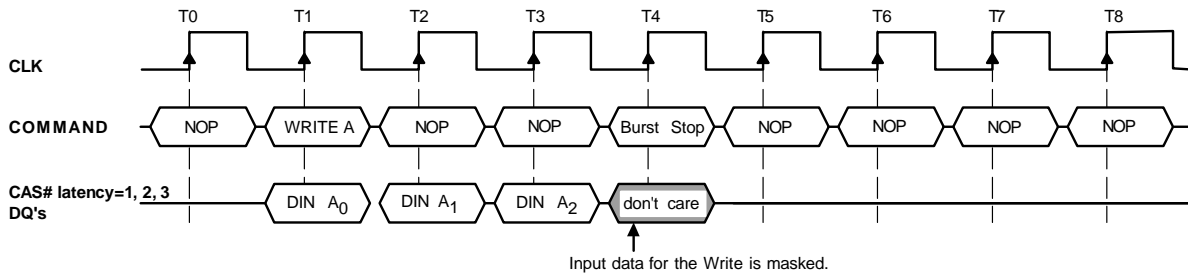 T0 T1 T2 T3 T4 T5 T6 T7 T8
CLK
COMMAND NOP WRITE A NOP NOP Burst Stop NOP NOP NOP NOP
CAS# latency=1, 2, 3
DQ's DIN A0 DIN A1 DIN A2 don't care
Input data for the Write is masked.